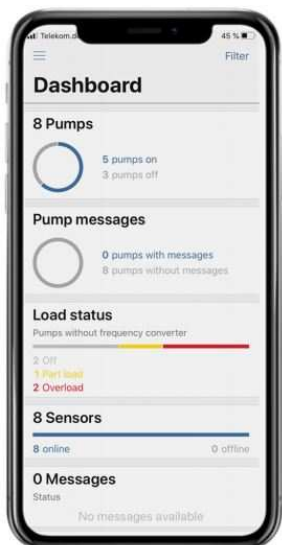 Telekom.d
45 %
Filter
Dashboard
8 Pumps
5 pumps on
3 pumps off
Pump messages
0 pumps with messages
8 pumps without messages
Load status
Pumps without frequency converter
2 Off
1 Part load
2 Overload
8 Sensors
8 online
0 offline
0 Messages
Status
No messages available